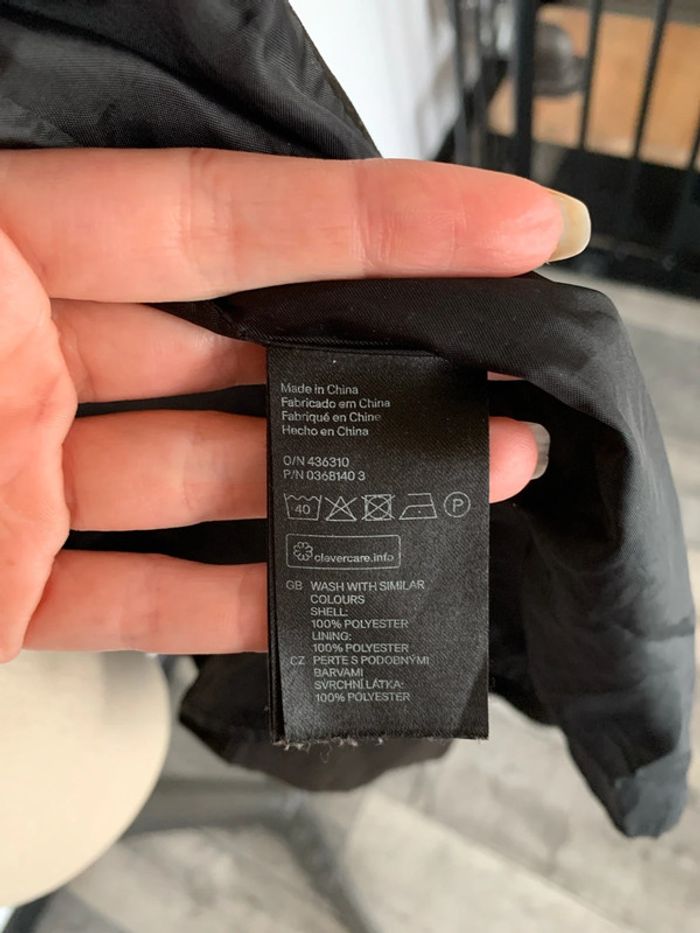 Made in China
Fabricado em China
Fabriqué en Chine
Hecho en China
O/N 436310
P/N 0368140 3
40 P
clevercare.info
GB WASH WITH SIMILAR
COLOURS
SHELL:
100% POLYESTER
LINING:
100% POLYESTER
CZ PERTE S PODOBNÝMI
BARVAMI
SVRCHNÍ LÁTKA:
100% POLYESTER